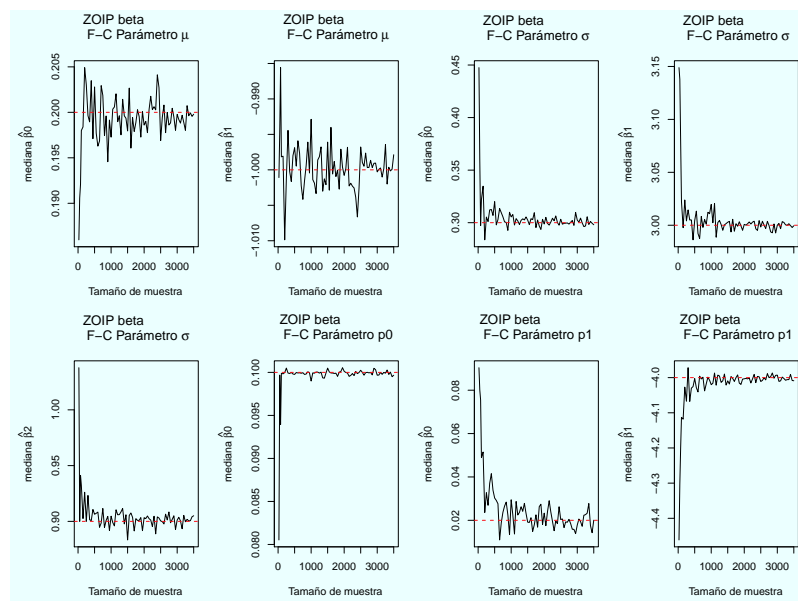 ZOIP beta
F−C Parámetro μ
mediana β̂0
0.190 0.195 0.200 0.205
0 1000 2000 3000
Tamaño de muestra
ZOIP beta
F−C Parámetro μ
mediana β̂1
−1.010 −1.000 −0.990
0 1000 2000 3000
Tamaño de muestra
ZOIP beta
F−C Parámetro σ
mediana β̂0
0.30 0.35 0.40 0.45
0 1000 2000 3000
Tamaño de muestra
ZOIP beta
F−C Parámetro σ
mediana β̂1
3.00 3.05 3.10 3.15
0 1000 2000 3000
Tamaño de muestra
ZOIP beta
F−C Parámetro σ
mediana β̂2
0.90 0.95 1.00
0 1000 2000 3000
Tamaño de muestra
ZOIP beta
F−C Parámetro p0
mediana β̂0
0.080 0.085 0.090 0.095 0.100
0 1000 2000 3000
Tamaño de muestra
ZOIP beta
F−C Parámetro p1
mediana β̂0
0.02 0.04 0.06 0.08
0 1000 2000 3000
Tamaño de muestra
ZOIP beta
F−C Parámetro p1
mediana β̂1
−4.4 −4.3 −4.2 −4.1 −4.0
0 1000 2000 3000
Tamaño de muestra